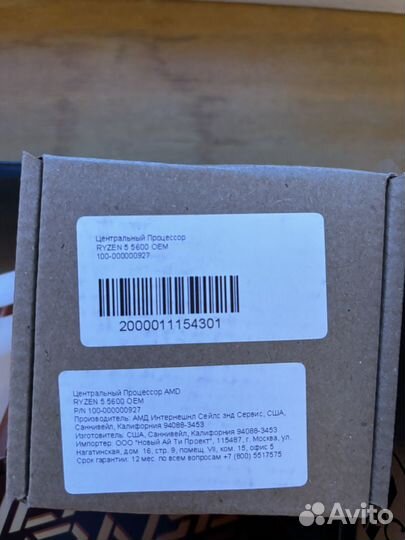 Центральный Процессор
RYZEN 5 5600 OEM
100-000000927
2000011154301
Центральный Процессор AMD
RYZEN 5 5600 OEM
P/N 100-000000927
Производитель: АМД Интернешнл Сейлс энд Сервис, США,
Саннивейл, Калифорния 94088-3453
Изготовитель: США, Саннивейл, Калифорния 94088-3453
Импортер: ООО "Новый Ай Ти Проект", 115487, г. Москва, ул.
Нагатинская, дом. 16, стр. 9, помещ. VII, ком. 15, офис 5
Срок гарантии: 12 мес. по всем вопросам +7 (800) 5517575
Avito